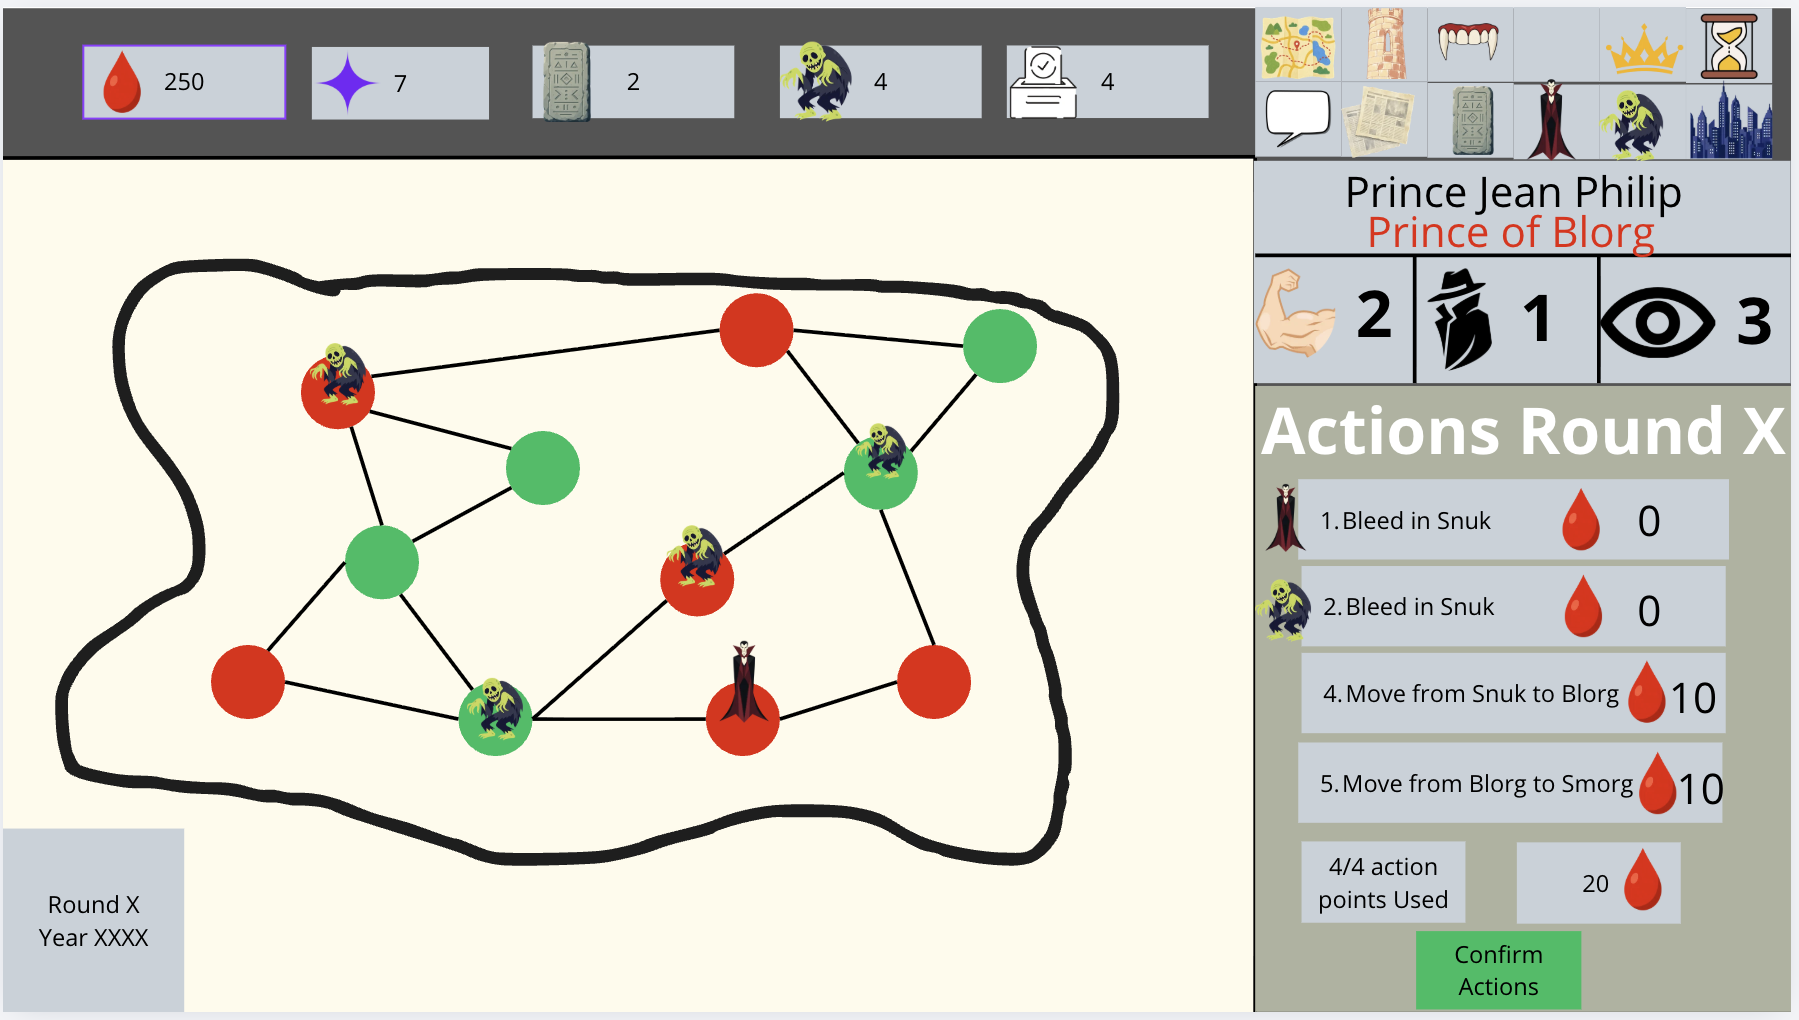 250
7
2
4
4
Prince Jean Philip
Prince of Blorg
2
1
3
Actions Round X
1. Bleed in Snuk 0
2. Bleed in Snuk 0
4. Move from Snuk to Blorg 10
5. Move from Blorg to Smorg 10
4/4 action
points Used
20
Confirm
Actions
Round X
Year XXXX